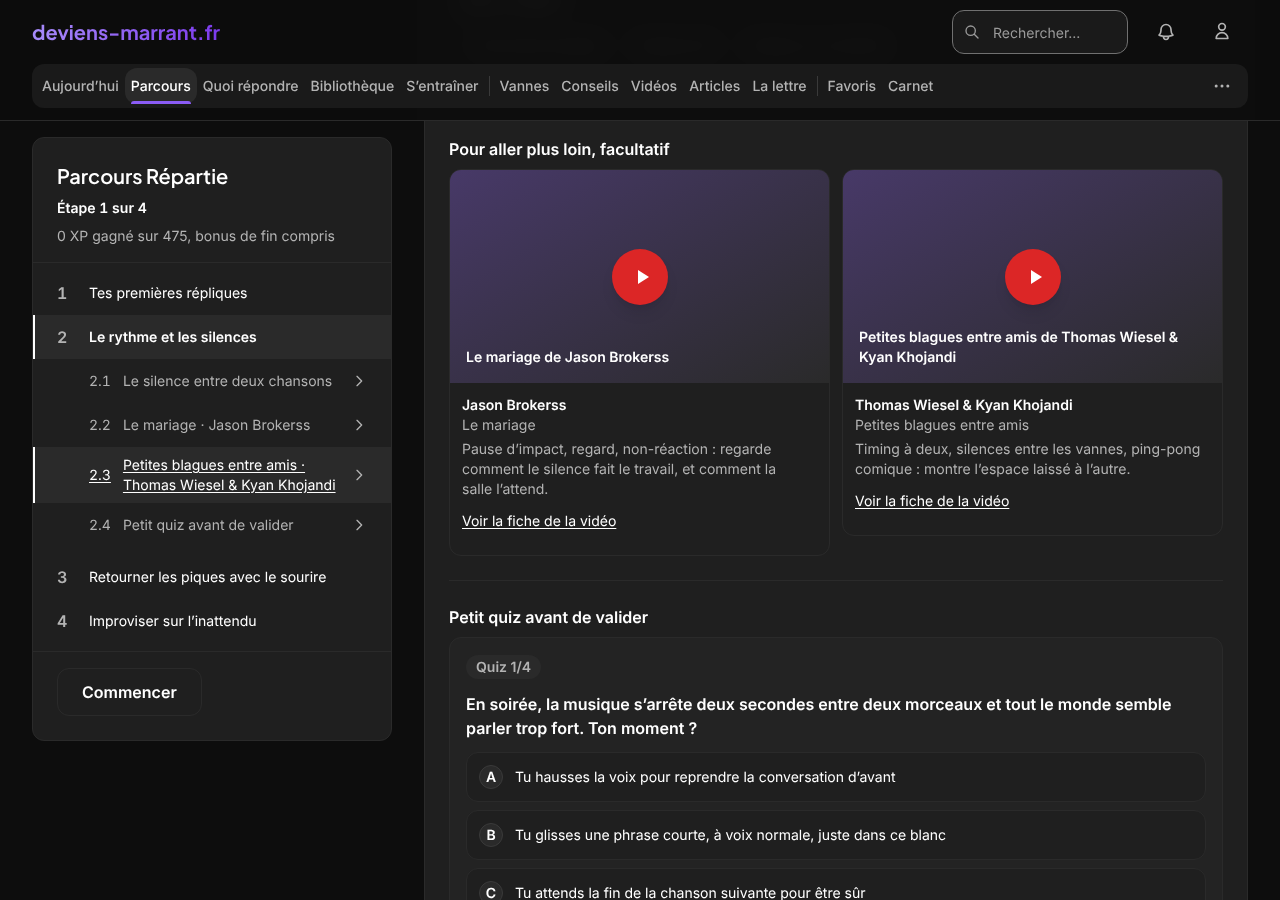 deviens-marrant.fr
Rechercher...
Aujourd’hui Parcours Quoi répondre Bibliothèque S’entraîner Vannes Conseils Vidéos Articles La lettre Favoris Carnet
Parcours Répartie
Étape 1 sur 4
0 XP gagné sur 475, bonus de fin compris
1 Tes premières répliques
2 Le rythme et les silences
2.1 Le silence entre deux chansons
2.2 Le mariage · Jason Brokerss
2.3 Petites blagues entre amis ·
Thomas Wiesel & Kyan Khojandi
2.4 Petit quiz avant de valider
3 Retourner les piques avec le sourire
4 Improviser sur l’inattendu
Commencer
Pour aller plus loin, facultatif
Le mariage de Jason Brokerss
Jason Brokerss
Le mariage
Pause d’impact, regard, non-réaction : regarde
comment le silence fait le travail, et comment la
salle l’attend.
Voir la fiche de la vidéo
Petites blagues entre amis de Thomas Wiesel &
Kyan Khojandi
Thomas Wiesel & Kyan Khojandi
Petites blagues entre amis
Timing à deux, silences entre les vannes, ping-pong
comique : montre l’espace laissé à l’autre.
Voir la fiche de la vidéo
Petit quiz avant de valider
Quiz 1/4
En soirée, la musique s’arrête deux secondes entre deux morceaux et tout le monde semble
parler trop fort. Ton moment ?
A Tu hausses la voix pour reprendre la conversation d’avant
B Tu glisses une phrase courte, à voix normale, juste dans ce blanc
C Tu attends la fin de la chanson suivante pour être sûr